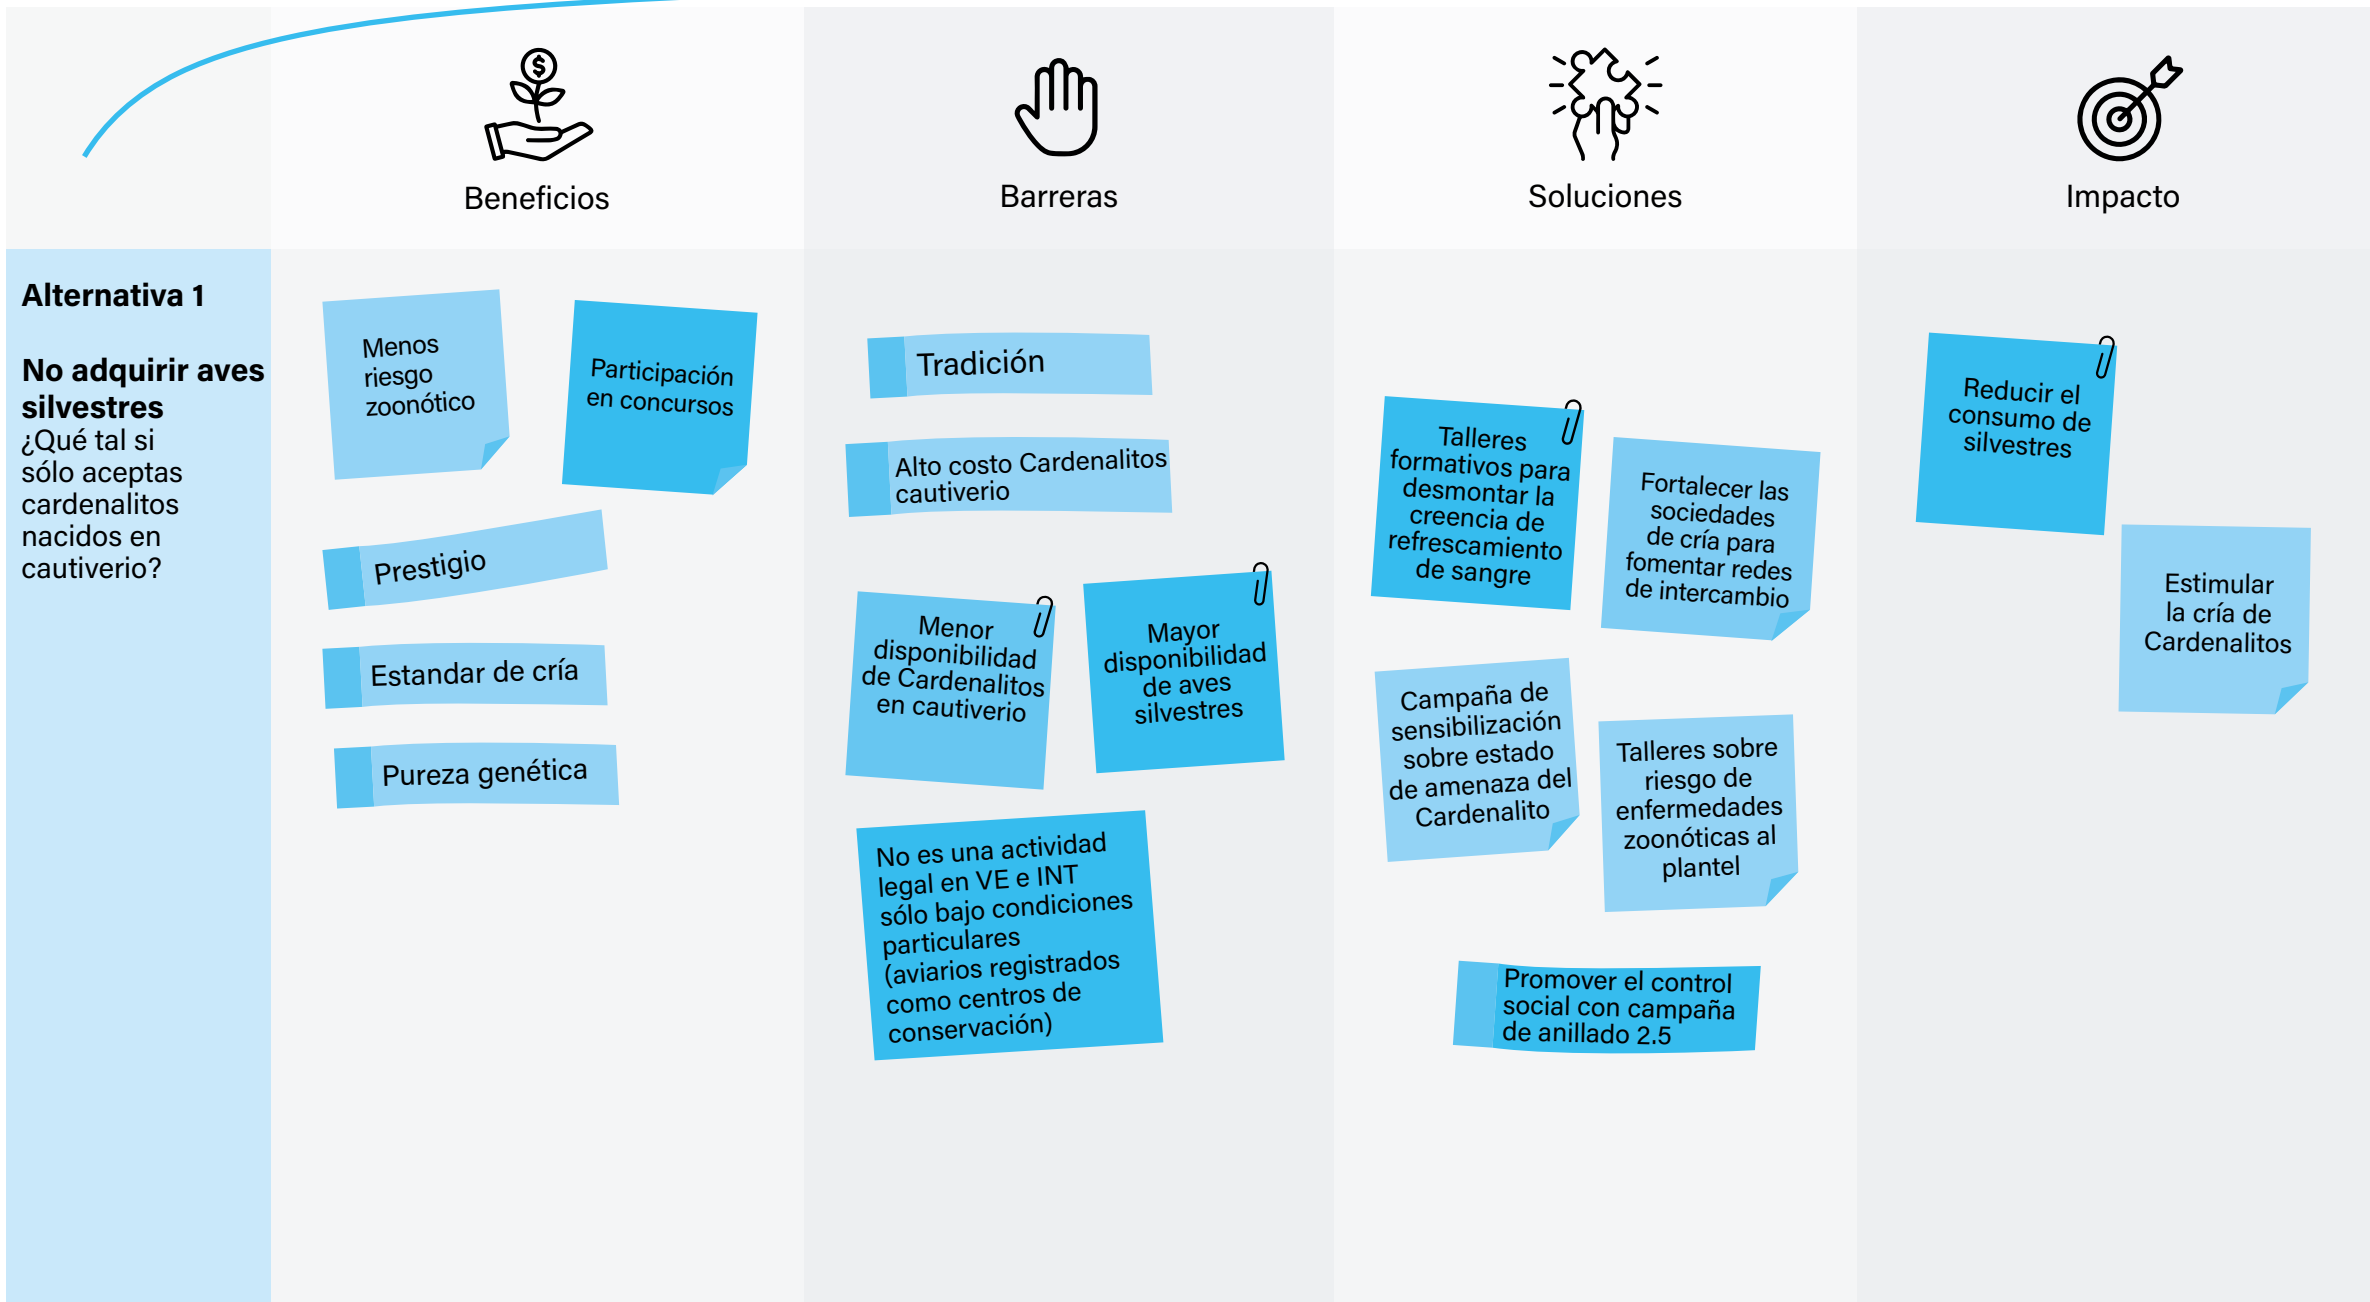 Beneficios
Barreras
Soluciones
Impacto
Alternativa 1
No adquirir aves
silvestres
¿Qué tal si
sólo aceptas
cardenalitos
nacidos en
cautiverio?
Menos
riesgo
zoonótico
Participación
en concursos
Prestigio
Estandar de cría
Pureza genética
Tradición
Alto costo Cardenalitos
cautiverio
Menor
disponibilidad
de Cardenalitos
en cautiverio
Mayor
disponibilidad
de aves
silvestres
No es una actividad
legal en VE e INT
sólo bajo condiciones
particulares
(aviarios registrados
como centros de
conservación)
Talleres
formativos para
desmontar la
creencia de
refrescamiento
de sangre
Fortalecer las
sociedades
de cría para
fomentar redes
de intercambio
Campaña de
sensibilización
sobre estado
de amenaza del
Cardenalito
Talleres sobre
riesgo de
enfermedades
zoonóticas al
plantel
Promover el control
social con campaña
de anillado 2.5
Reducir el
consumo de
silvestres
Estimular
la cría de
Cardenalitos